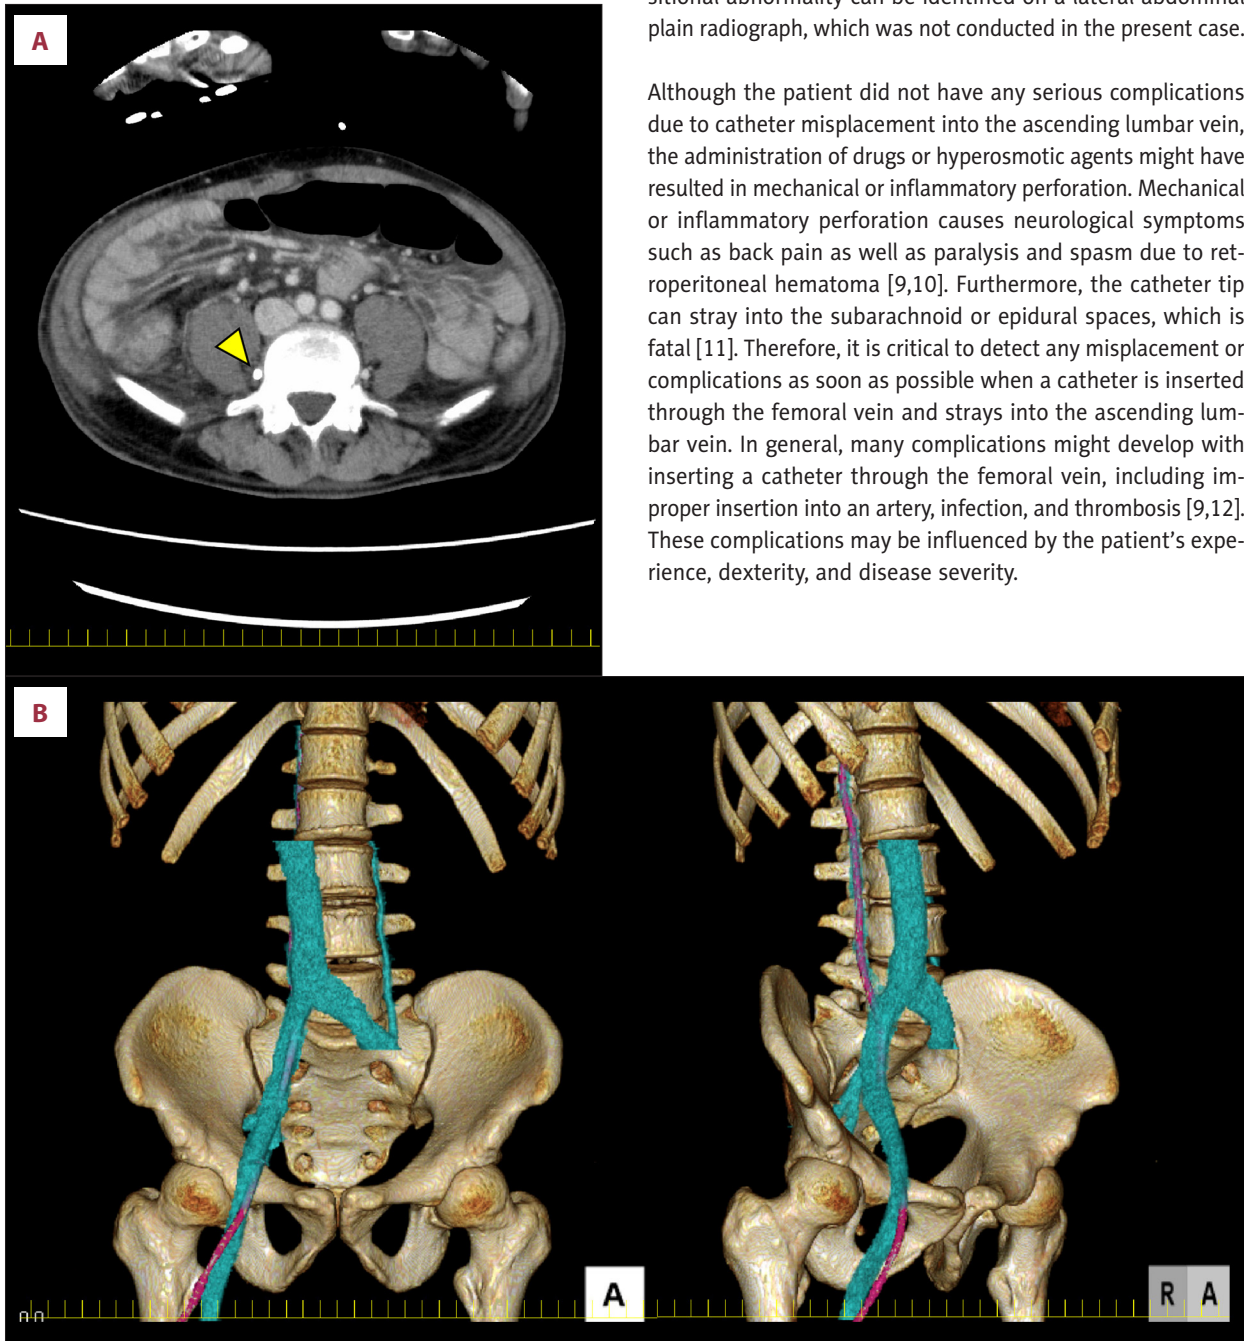 A
sitional abnormality can be identified on a lateral abdominal
plain radiograph, which was not conducted in the present case.
Although the patient did not have any serious complications
due to catheter misplacement into the ascending lumbar vein,
the administration of drugs or hyperosmotic agents might have
resulted in mechanical or inflammatory perforation. Mechanical
or inflammatory perforation causes neurological symptoms
such as back pain as well as paralysis and spasm due to ret-
roperitoneal hematoma [9,10]. Furthermore, the catheter tip
can stray into the subarachnoid or epidural spaces, which is
fatal [11]. Therefore, it is critical to detect any misplacement or
complications as soon as possible when a catheter is inserted
through the femoral vein and strays into the ascending lum-
bar vein. In general, many complications might develop with
inserting a catheter through the femoral vein, including im-
proper insertion into an artery, infection, and thrombosis [9,12].
These complications may be influenced by the patient's expe-
rience, dexterity, and disease severity.
B
A
R A